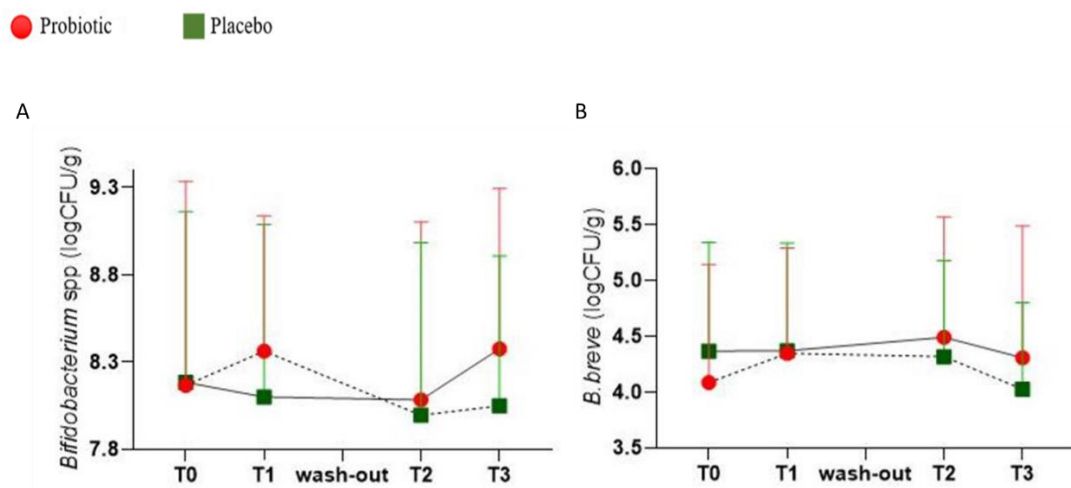 Probiotic
Placebo
A
Bifidobacterium spp (logCFU/g)
9.3
8.8
8.3
7.8
T0 T1 wash-out T2 T3
B
B.breve (logCFU/g)
6.0
5.5
5.0
4.5
4.0
3.5
T0 T1 wash-out T2 T3